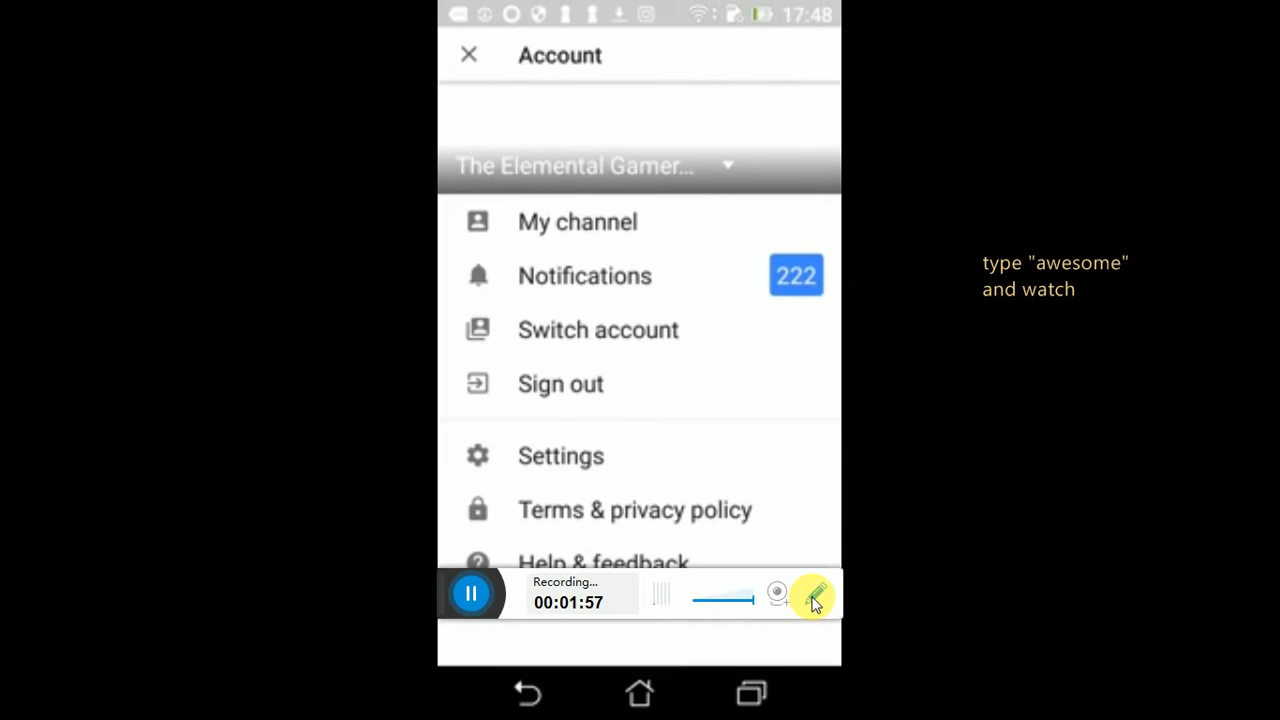 17:48
Account
The Elemental Gamer...
My channel
Notifications
222
Switch account
Sign out
Settings
Terms & privacy policy
Help & feedback
Recording...
00:01:57
type "awesome"
and watch